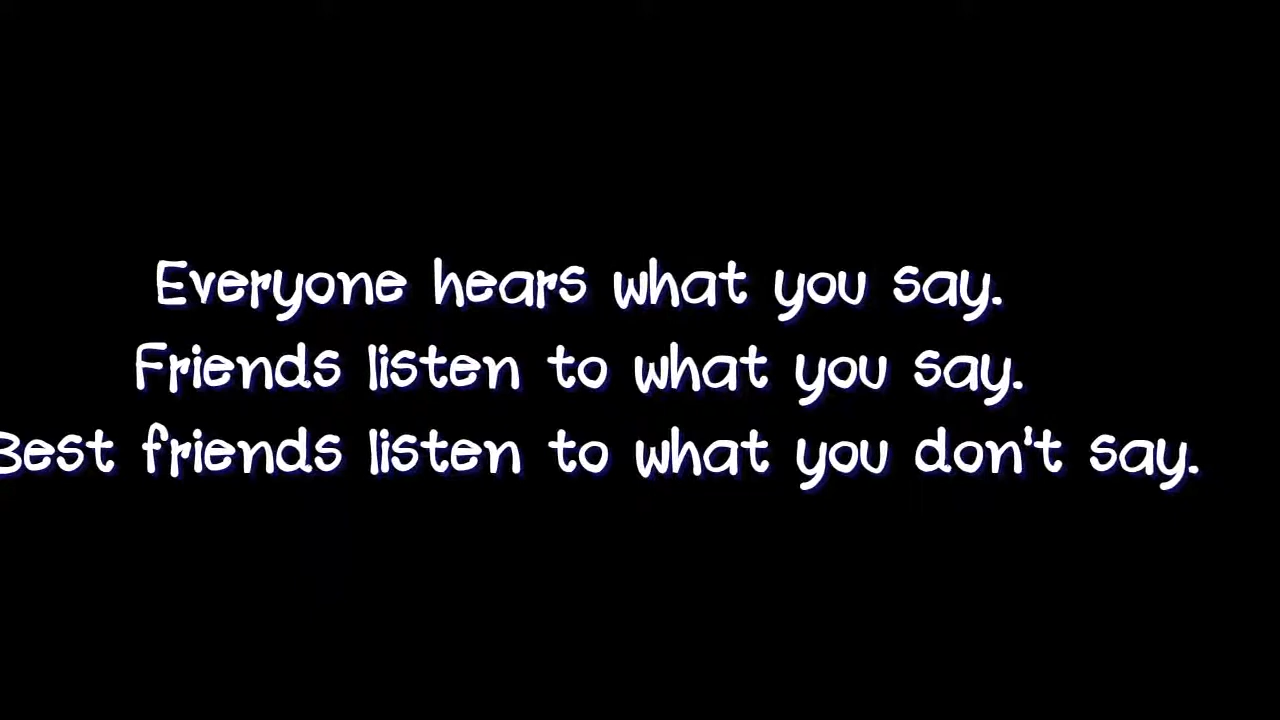 Everyone hears what you say.
Friends listen to what you say.
Best friends listen to what you don't say.